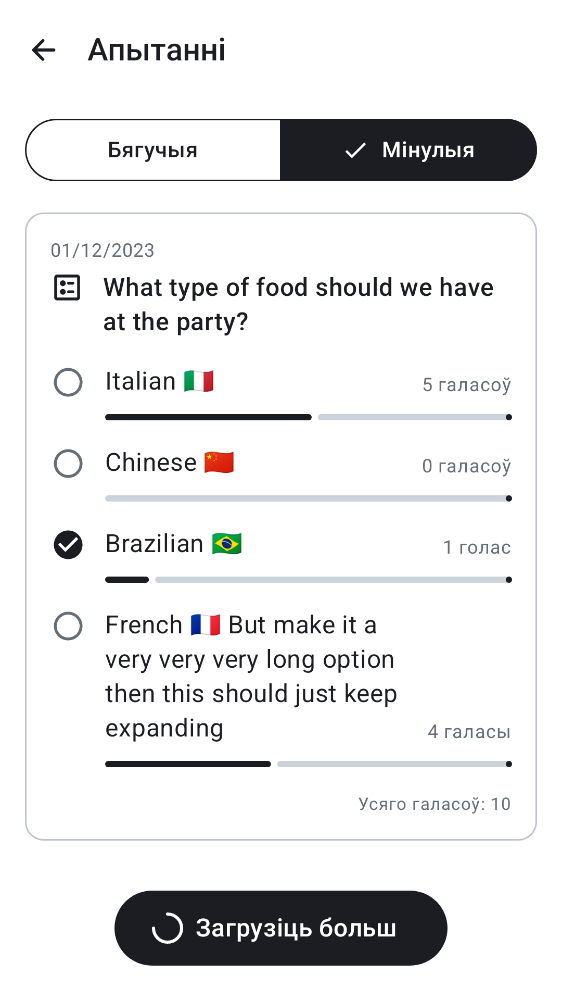 Апытанні
Бягучыя
Мінулыя
01/12/2023
What type of food should we have
at the party?
Italian 🇮🇹
5 галасоў
Chinese 🇨🇳
0 галасоў
Brazilian 🇧🇷
1 голас
French 🇫🇷 But make it a
very very very long option
then this should just keep
expanding
4 галасы
Усяго галасоў: 10
Загрузіць больш